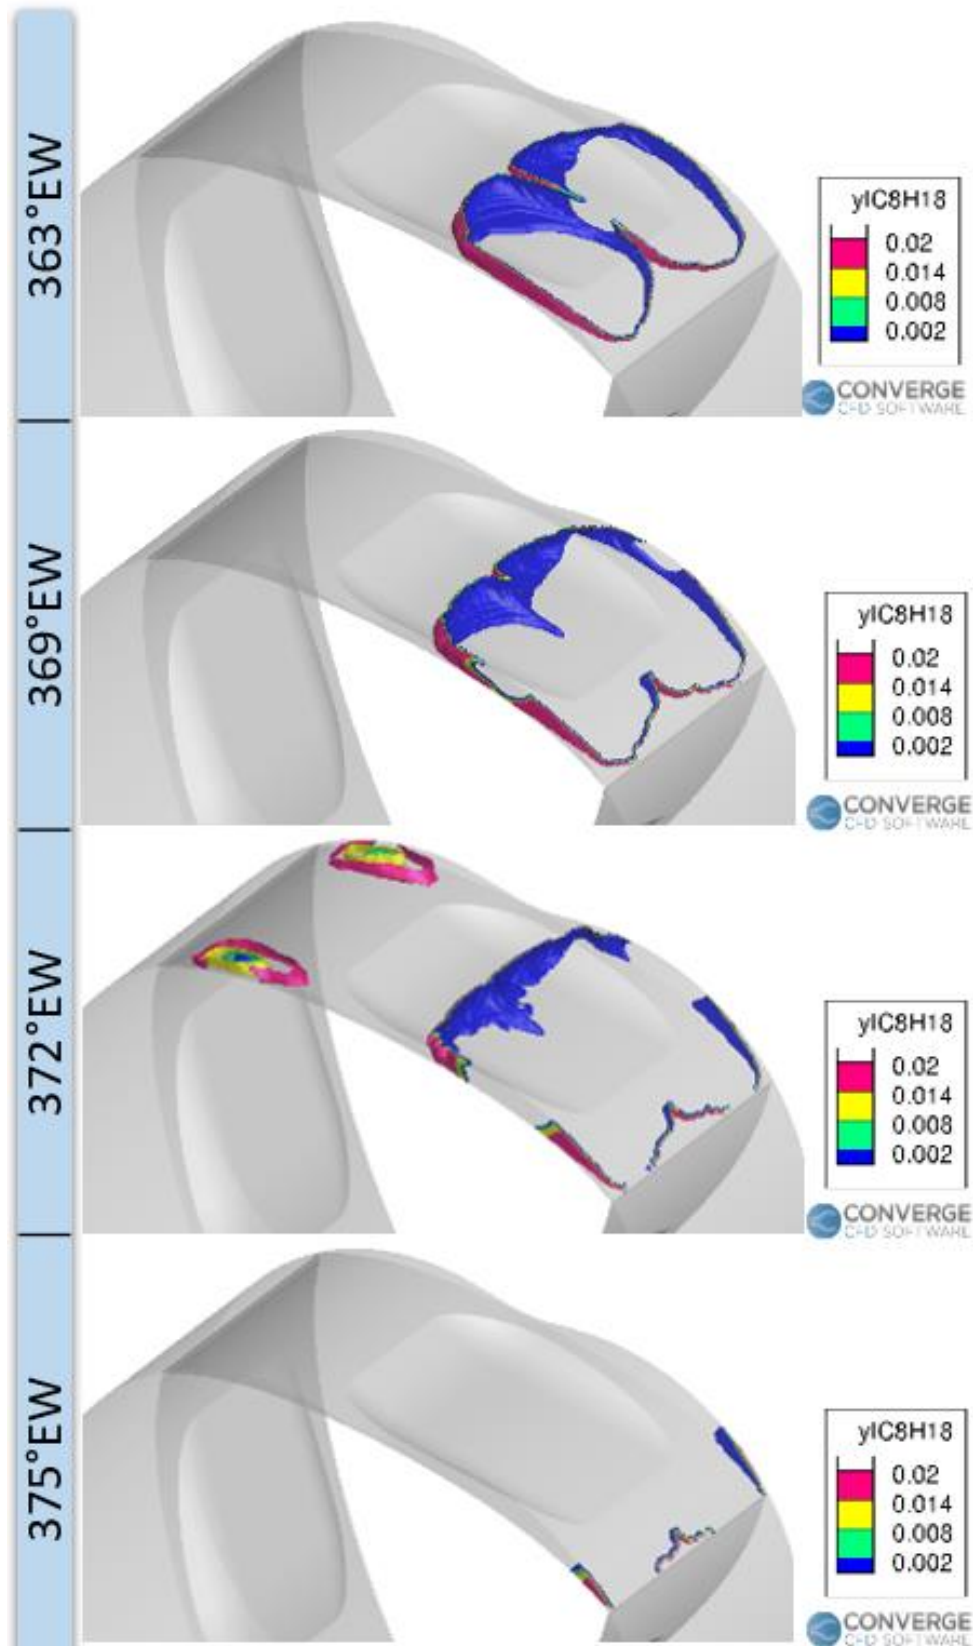 363°EW
yIC8H18
0.02
0.014
0.008
0.002
CONVERGE
CFD SOFTWARE
369°EW
yIC8H18
0.02
0.014
0.008
0.002
CONVERGE
CFD SOFTWARE
372°EW
yIC8H18
0.02
0.014
0.008
0.002
CONVERGE
CFD SOFTWARE
375°EW
yIC8H18
0.02
0.014
0.008
0.002
CONVERGE
CFD SOFTWARE